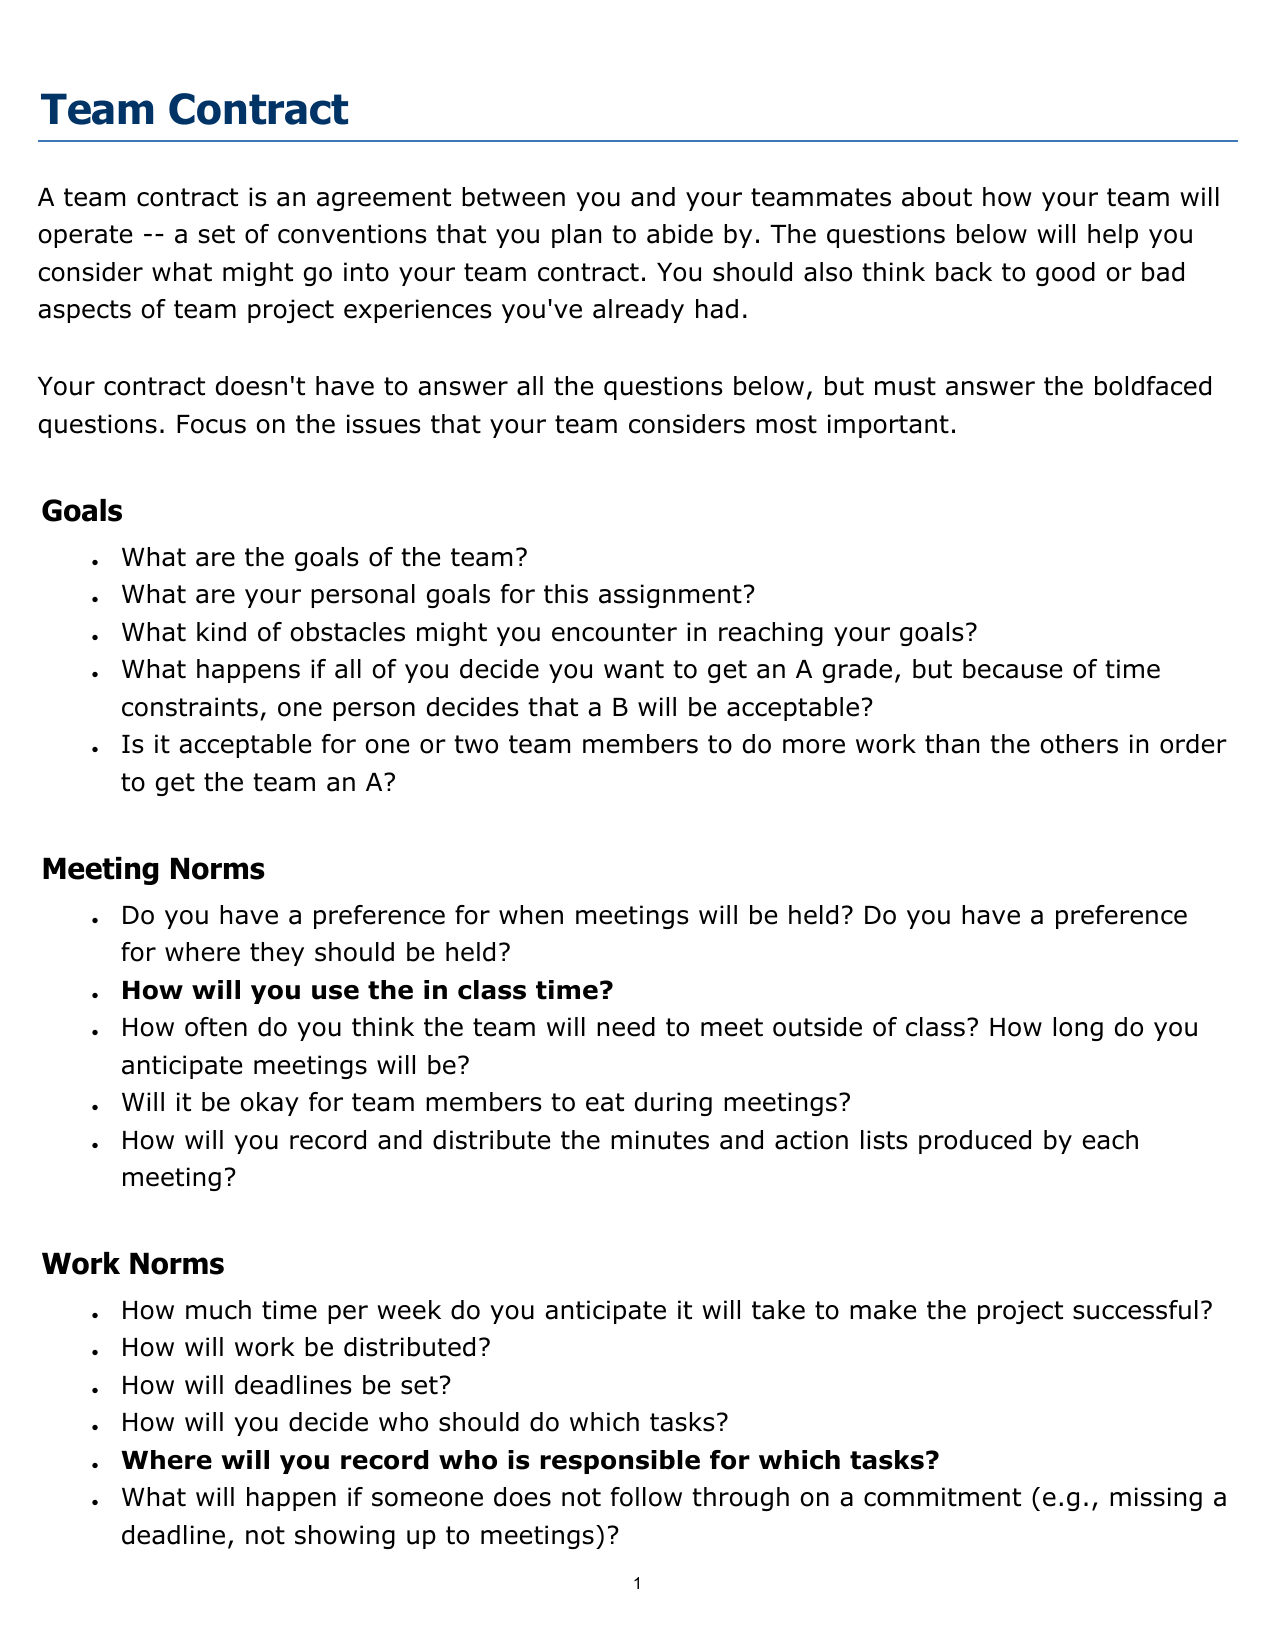 Team Contract
A team contract is an agreement between you and your teammates about how your team will
operate -- a set of conventions that you plan to abide by. The questions below will help you
consider what might go into your team contract. You should also think back to good or bad
aspects of team project experiences you've already had.
Your contract doesn't have to answer all the questions below, but must answer the boldfaced
questions. Focus on the issues that your team considers most important.
Goals
• What are the goals of the team?
• What are your personal goals for this assignment?
• What kind of obstacles might you encounter in reaching your goals?
• What happens if all of you decide you want to get an A grade, but because of time
constraints, one person decides that a B will be acceptable?
• Is it acceptable for one or two team members to do more work than the others in order
to get the team an A?
Meeting Norms
• Do you have a preference for when meetings will be held? Do you have a preference
for where they should be held?
• How will you use the in class time?
• How often do you think the team will need to meet outside of class? How long do you
anticipate meetings will be?
• Will it be okay for team members to eat during meetings?
• How will you record and distribute the minutes and action lists produced by each
meeting?
Work Norms
• How much time per week do you anticipate it will take to make the project successful?
• How will work be distributed?
• How will deadlines be set?
• How will you decide who should do which tasks?
• Where will you record who is responsible for which tasks?
• What will happen if someone does not follow through on a commitment (e.g., missing a
deadline, not showing up to meetings)?
1